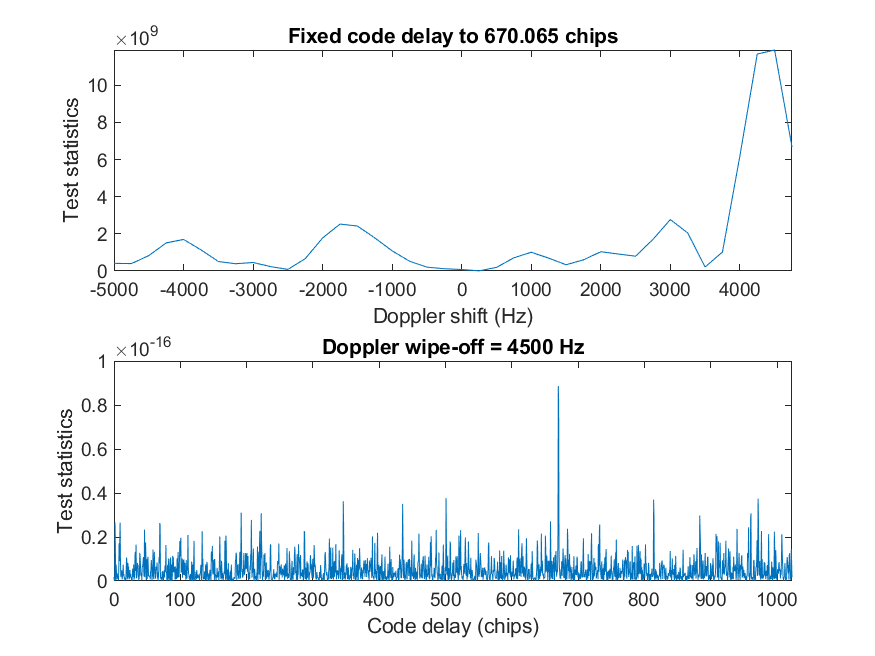 ×10^9
Fixed code delay to 670.065 chips
Test statistics
10
8
6
4
2
0
-5000 -4000 -3000 -2000 -1000 0 1000 2000 3000 4000
Doppler shift (Hz)
×10^-16
Doppler wipe-off = 4500 Hz
Test statistics
1
0.8
0.6
0.4
0.2
0
0 100 200 300 400 500 600 700 800 900 1000
Code delay (chips)